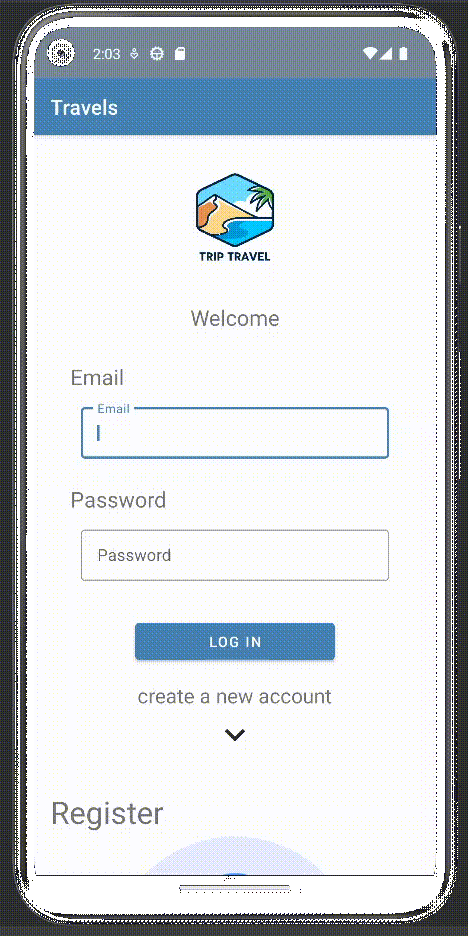 2:03
Travels
TRIP TRAVEL
Welcome
Email
Email
Password
Password
LOG IN
create a new account
Register